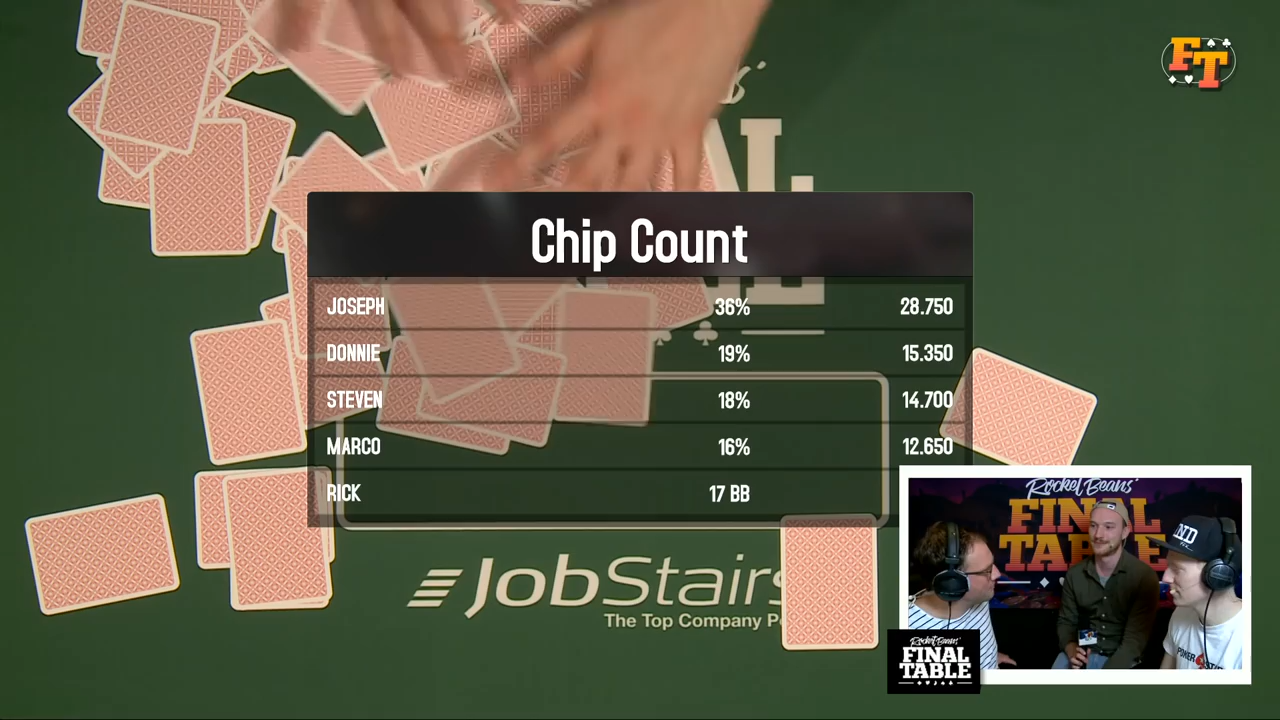 FT
Chip Count
JOSEPH 36% 28.750
DONNIE 19% 15.350
STEVEN 18% 14.700
MARCO 16% 12.650
RICK 17 BB
JobStairs
The Top Company
Rocket Beans'
FINAL
TABLE
Rocket Beans'
FINAL
TABLE